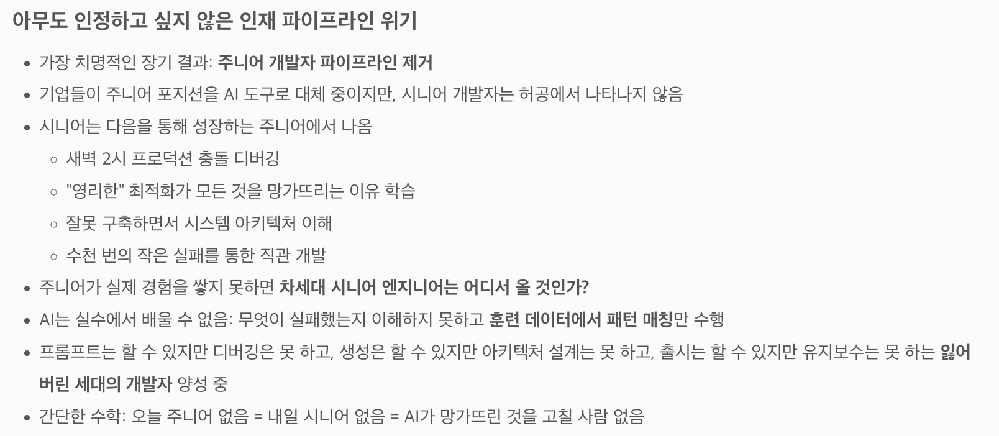 아무도 인정하고 싶지 않은 인재 파이프라인 위기
• 가장 치명적인 장기 결과: 주니어 개발자 파이프라인 제거
• 기업들이 주니어 포지션을 AI 도구로 대체 중이지만, 시니어 개발자는 허공에서 나타나지 않음
• 시니어는 다음을 통해 성장하는 주니어에서 나옴
◦ 새벽 2시 프로덕션 충돌 디버깅
◦ "영리한" 최적화가 모든 것을 망가뜨리는 이유 학습
◦ 잘못 구축하면서 시스템 아키텍처 이해
◦ 수천 번의 작은 실패를 통한 직관 개발
• 주니어가 실제 경험을 쌓지 못하면 차세대 시니어 엔지니어는 어디서 올 것인가?
• AI는 실수에서 배울 수 없음: 무엇이 실패했는지 이해하지 못하고 훈련 데이터에서 패턴 매칭만 수행
• 프롬프트는 할 수 있지만 디버깅은 못 하고, 생성은 할 수 있지만 아키텍처 설계는 못 하고, 출시는 할 수 있지만 유지보수는 못 하는 잃어
버린 세대의 개발자 양성 중
• 간단한 수학: 오늘 주니어 없음 = 내일 시니어 없음 = AI가 망가뜨린 것을 고칠 사람 없음